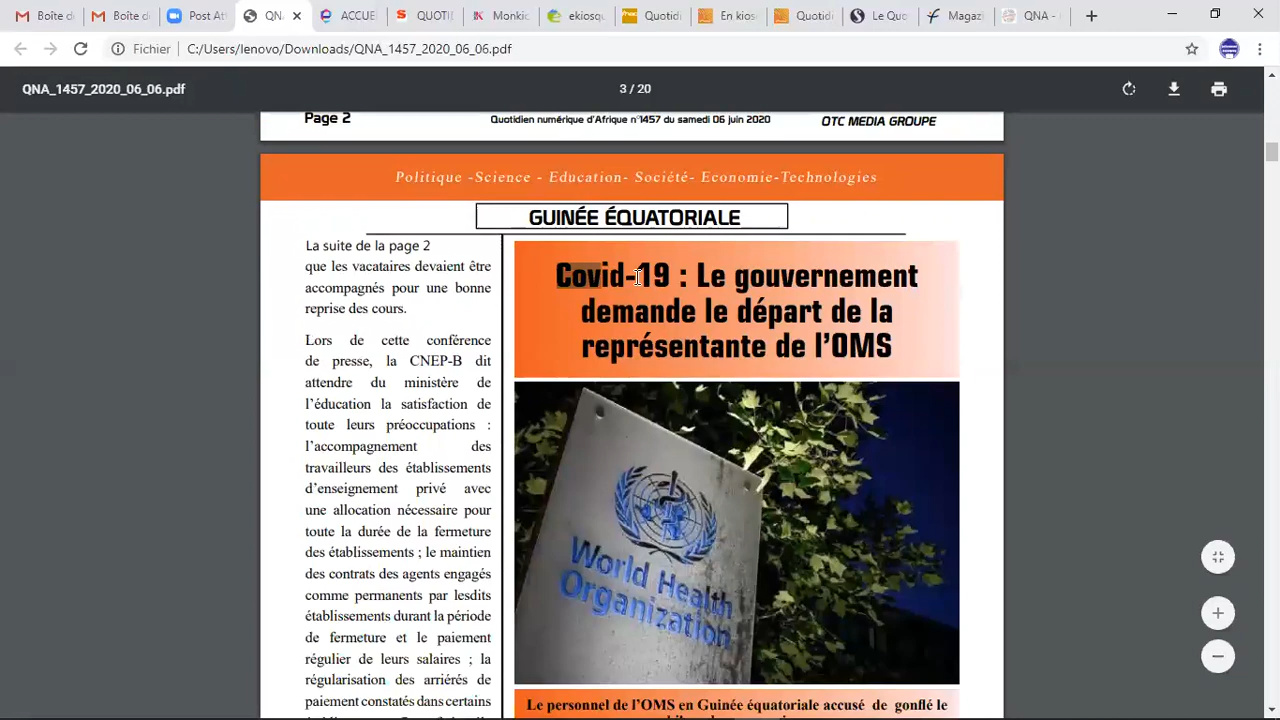 Boîte d
Boîte d
Post Att
QNA
ACCUE
QUOTI
Monkio
ekiosqu
Quotidi
En kios
Quotidi
Le Quo
Magazi
QNA -
Fichier
C:/Users/lenovo/Downloads/QNA_1457_2020_06_06.pdf
QNA_1457_2020_06_06.pdf
3 / 20
Page 2
Quotidien numérique d'Afrique n°1457 du samedi 06 juin 2020
OTC MEDIA GROUPE
Politique -Science - Education- Société- Economie-Technologies
GUINÉE ÉQUATORIALE
La suite de la page 2
que les vacataires devaient être
accompagnés pour une bonne
reprise des cours.
Lors de cette conférence
de presse, la CNEP-B dit
attendre du ministère de
l'éducation la satisfaction de
toute leurs préoccupations :
l'accompagnement des
travailleurs des établissements
d'enseignement privé avec
une allocation nécessaire pour
toute la durée de la fermeture
des établissements ; le maintien
des contrats des agents engagés
comme permanents par lesdits
établissements durant la période
de fermeture et le paiement
régulier de leurs salaires ; la
régularisation des arriérés de
paiement constatés dans certains
Covid-19 : Le gouvernement
demande le départ de la
représentante de l'OMS
World Health
Organization
Le personnel de l'OMS en Guinée équatoriale accusé de gonflé le